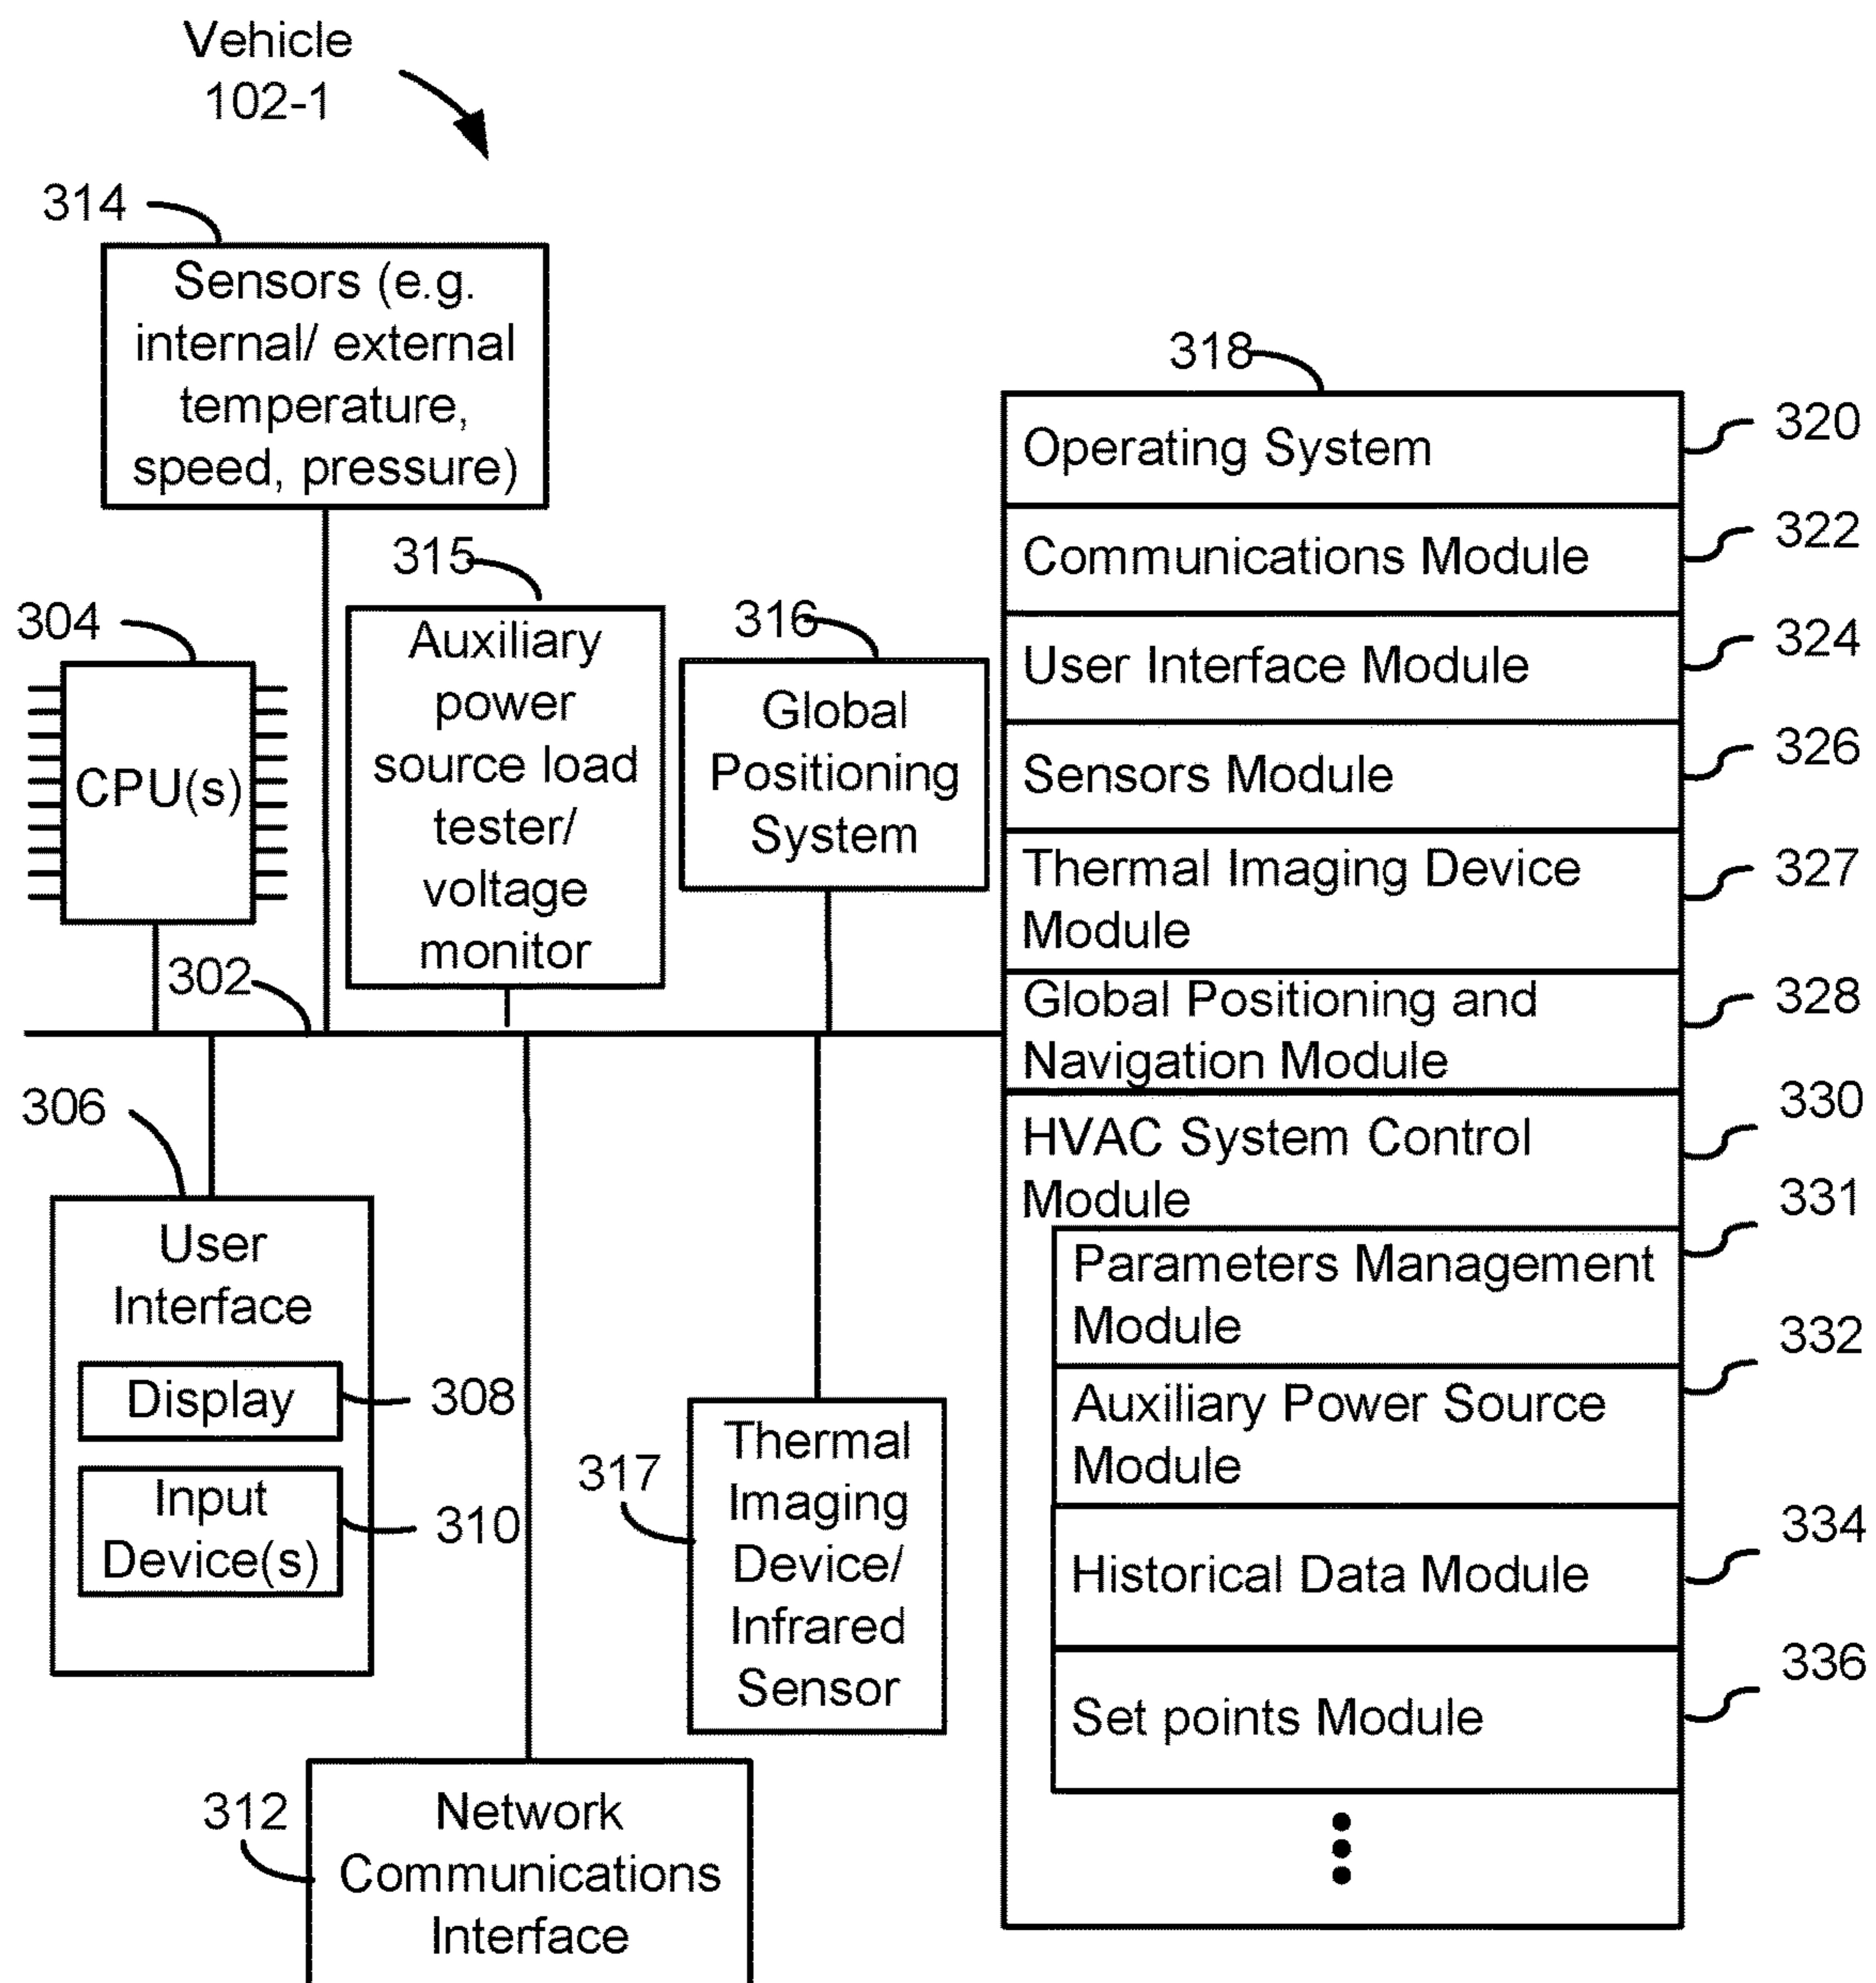 Vehicle
102-1
314
Sensors (e.g.
internal/ external
temperature,
speed, pressure)
315
Auxiliary
power
source load
tester/
voltage
monitor
316
Global
Positioning
System
304
CPU(s)
302
306
User
Interface
Display
308
Input
Device(s)
310
317
Thermal
Imaging
Device/
Infrared
Sensor
312
Network
Communications
Interface
318
Operating System
320
Communications Module
322
User Interface Module
324
Sensors Module
326
Thermal Imaging Device
Module
327
Global Positioning and
Navigation Module
328
HVAC System Control
Module
330
Parameters Management
Module
331
Auxiliary Power Source
Module
332
Historical Data Module
334
Set points Module
336